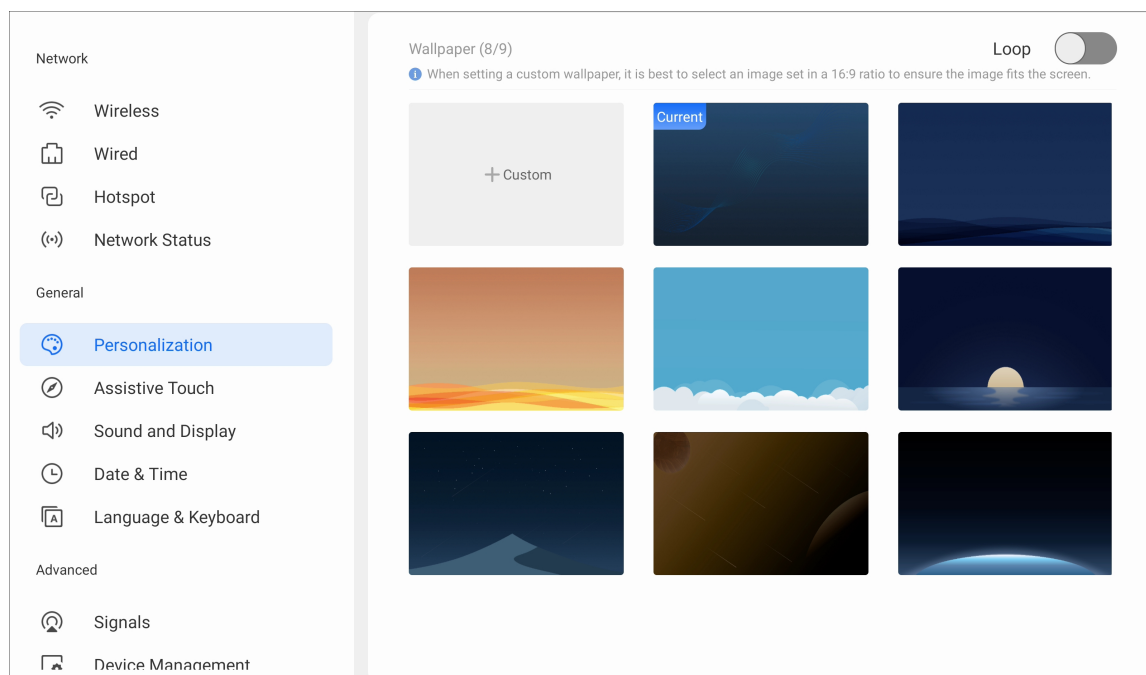 Network
Wireless
Wired
Hotspot
Network Status
General
Personalization
Assistive Touch
Sound and Display
Date & Time
Language & Keyboard
A
Advanced
Signals
Device Management
Wallpaper (8/9)
Loop
When setting a custom wallpaper, it is best to select an image set in a 16:9 ratio to ensure the image fits the screen.
Custom
Current